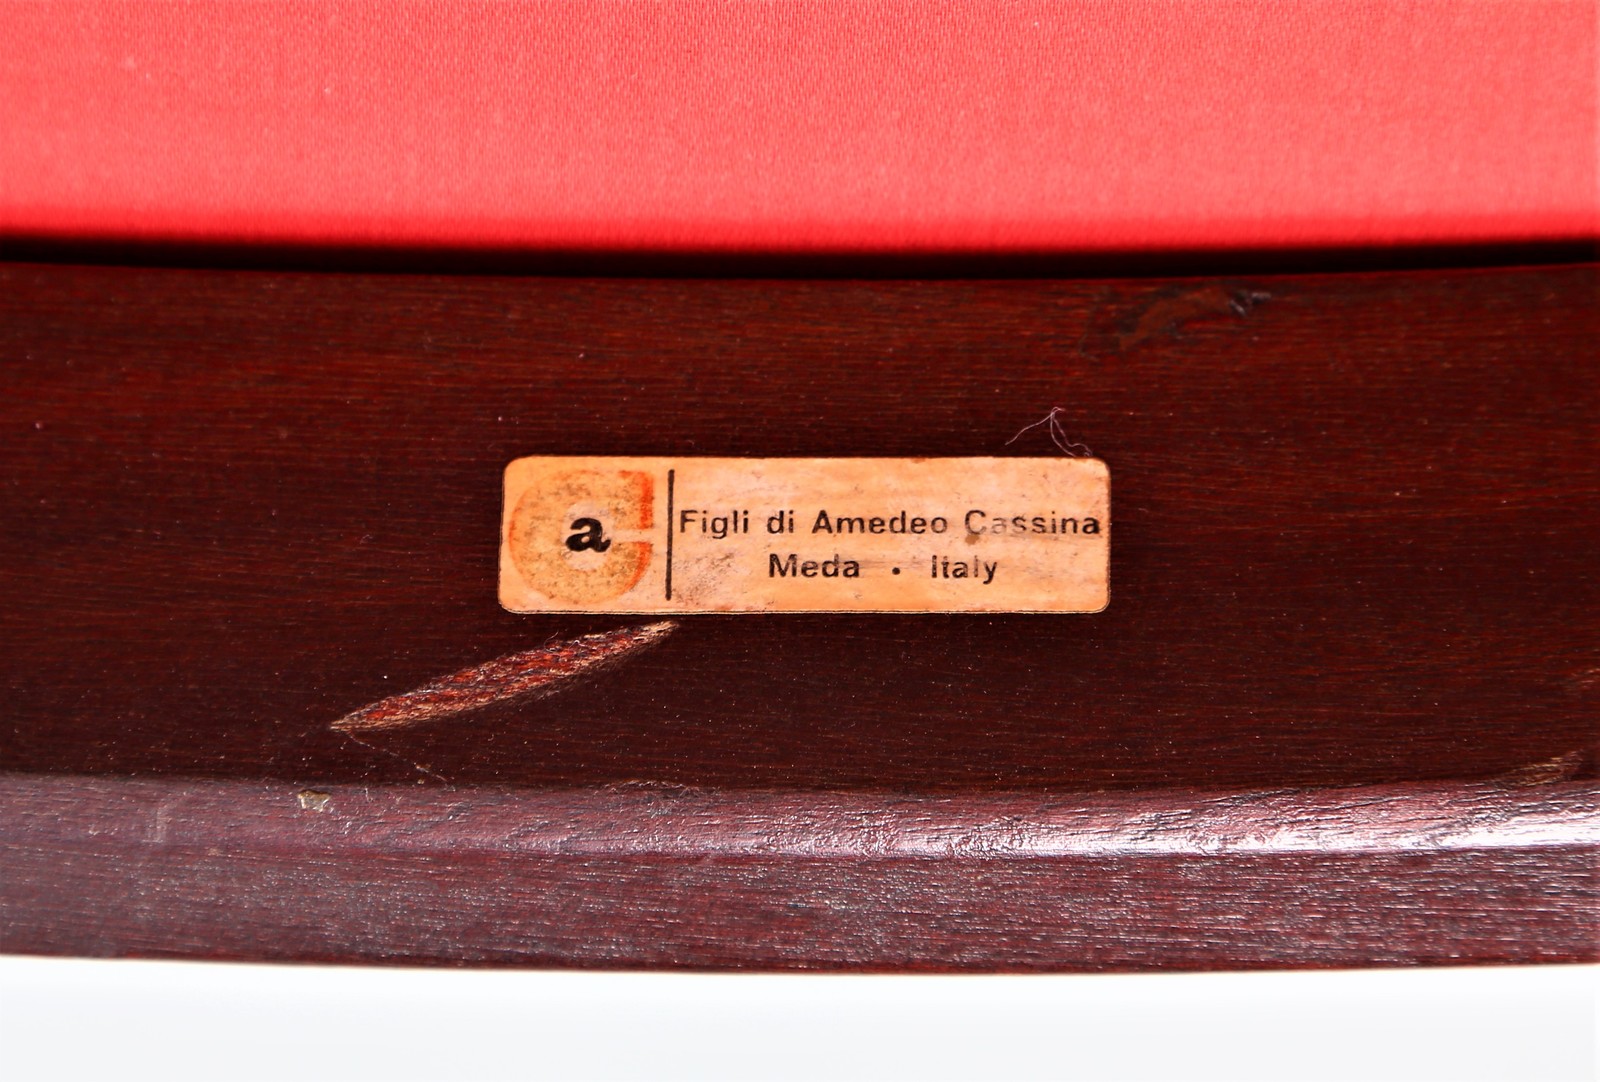 a
Figli di Amedeo Cassina
Meda · Italy